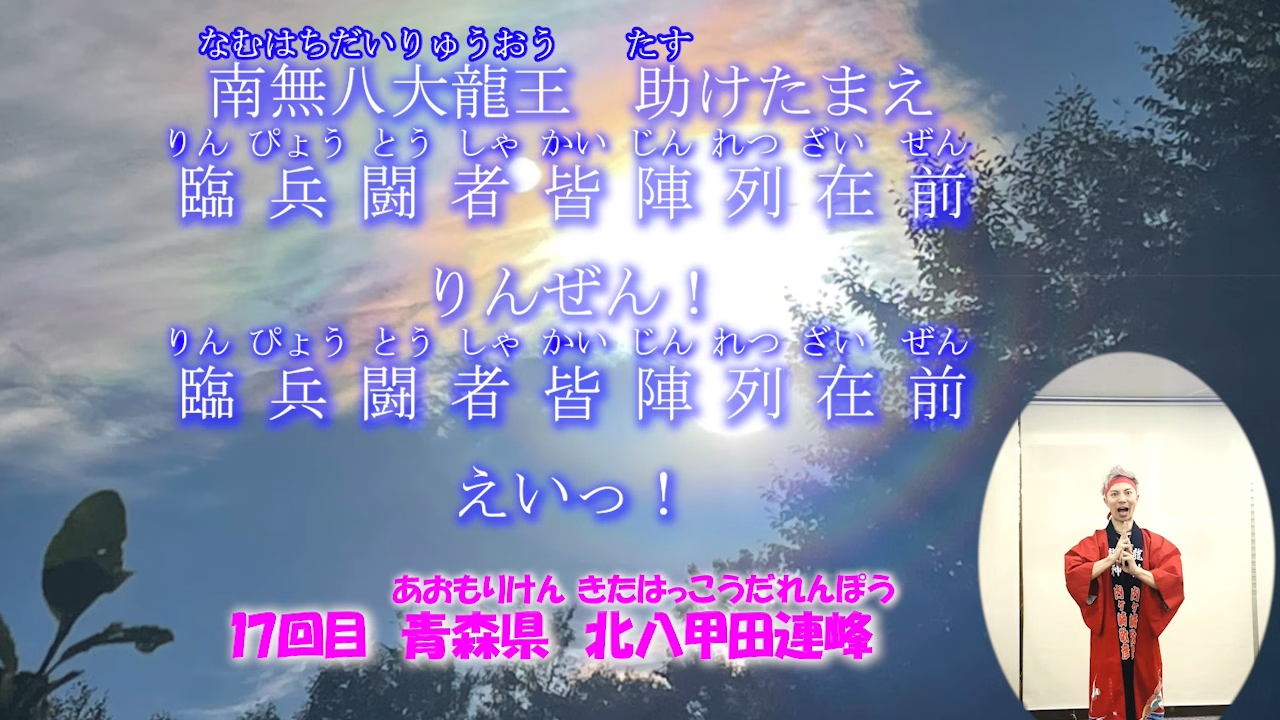 なむはちだいりゅうおう たす
南無八大龍王 助けたまえ
りん ぴょう とう しゃ かい じん れつ ざい ぜん
臨 兵 闘 者 皆 陣 列 在 前
りんぜん！
りん ぴょう とう しゃ かい じん れつ ざい ぜん
臨 兵 闘 者 皆 陣 列 在 前
えいっ！
あおもりけん きたはっこうだれんぽう
17回目 青森県 北八甲田連峰